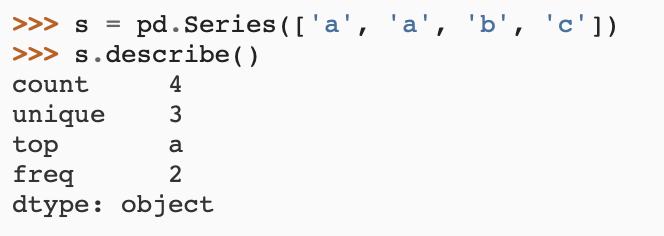 >>> s = pd.Series(['a', 'a', 'b', 'c'])
>>> s.describe()
count     4
unique    3
top       a
freq      2
dtype: object